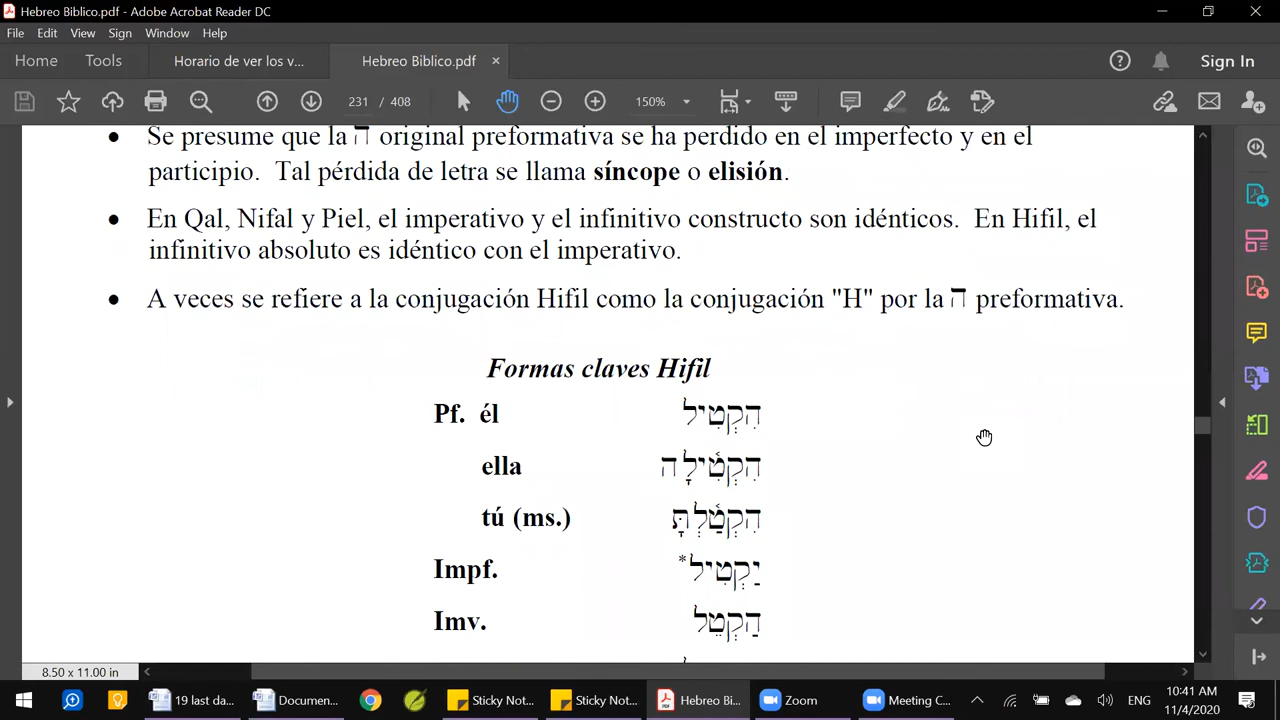 Hebreo Biblico.pdf - Adobe Acrobat Reader DC
File Edit View Sign Window Help
Home Tools Horario de ver los v... Hebreo Biblico.pdf × Sign In
231 / 408 150%
• Se presume que la ה original preformativa se ha perdido en el imperfecto y en el
participio. Tal pérdida de letra se llama síncope o elisión.
• En Qal, Nifal y Piel, el imperativo y el infinitivo constructo son idénticos. En Hifil, el
infinitivo absoluto es idéntico con el imperativo.
• A veces se refiere a la conjugación Hifil como la conjugación "H" por la ה preformativa.
Formas claves Hifil
Pf. él הִקְטִיל
ella הִקְטִ֫ילָה
tú (ms.) הִקְטַ֫לְתָּ
Impf. יַקְטִיל*
Imv. הַקְטֵל
8.50 x 11.00 in
19 last da... Documen... Sticky Not... Sticky Not... Hebreo Bi... Zoom Meeting C... ENG 10:41 AM
11/4/2020